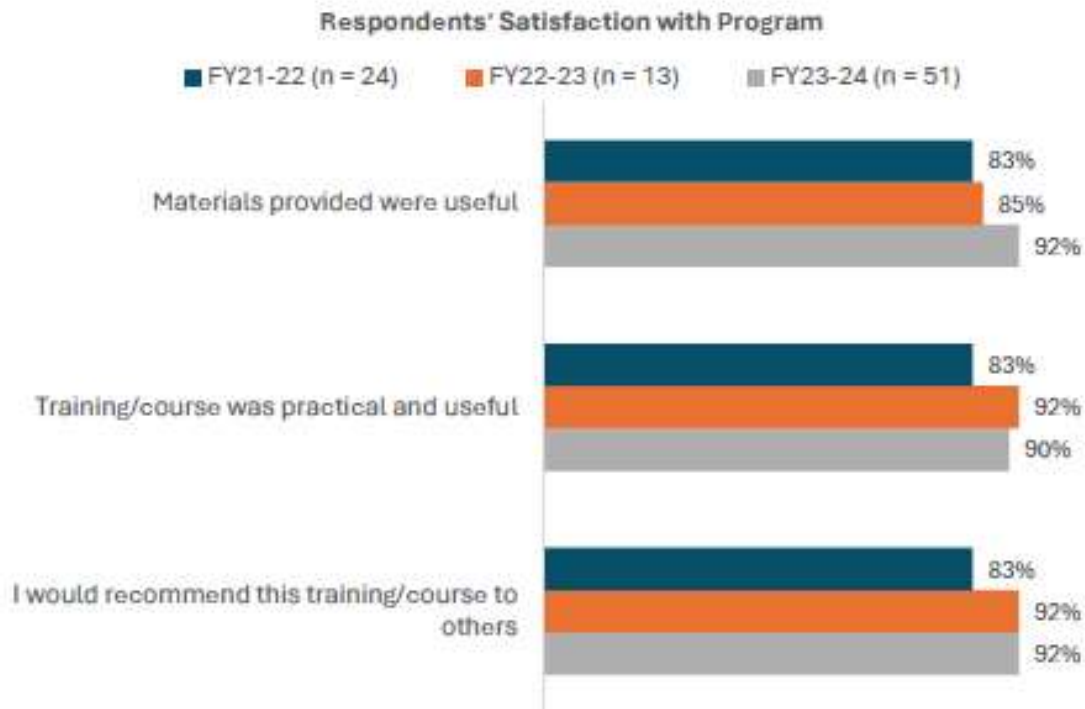 Respondents' Satisfaction with Program
FY21-22 (n = 24) FY22-23 (n = 13) FY23-24 (n = 51)
Materials provided were useful
83%
85%
92%
Training/course was practical and useful
83%
92%
90%
I would recommend this training/course to
others
83%
92%
92%